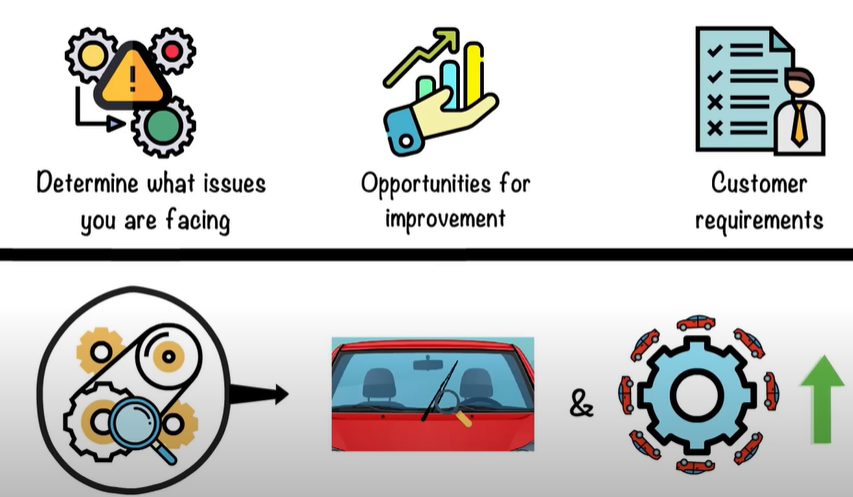 Determine what issues
you are facing
Opportunities for
improvement
Customer
requirements
&